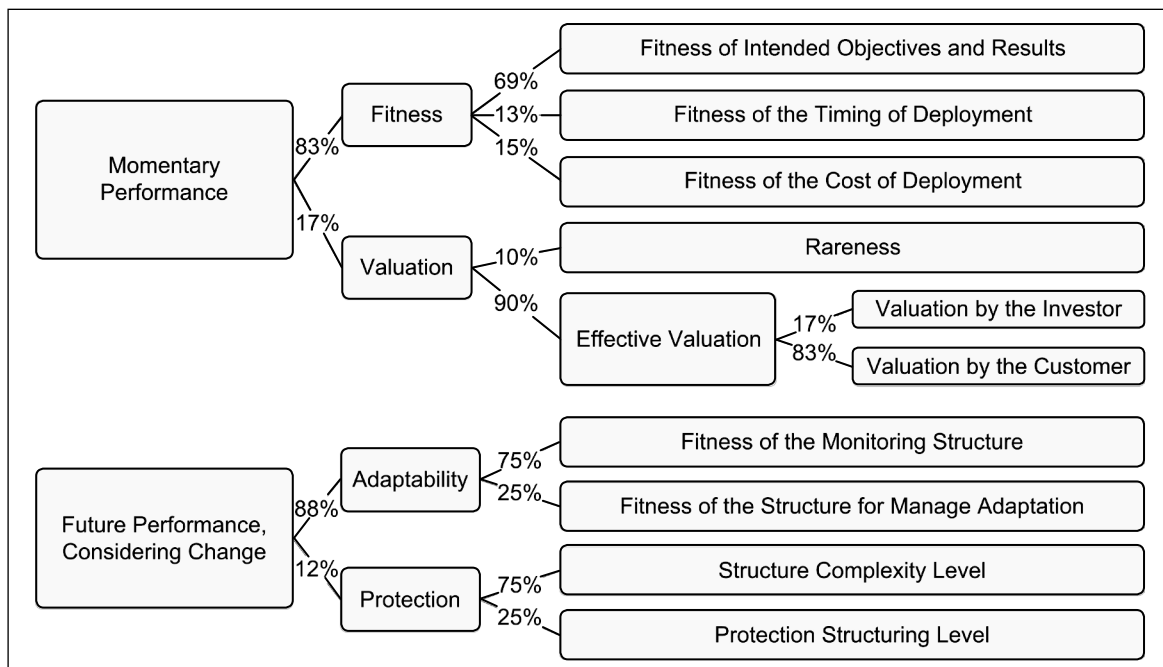 Fitness of Intended Objectives and Results
69%
Fitness
13%
Fitness of the Timing of Deployment
83%
15%
Momentary
Performance
Fitness of the Cost of Deployment
17%
Rareness
10%
Valuation
90%
Valuation by the Investor
17%
Effective Valuation
83%
Valuation by the Customer
Fitness of the Monitoring Structure
75%
Adaptability
25%
Fitness of the Structure for Manage Adaptation
88%
Future Performance,
Considering Change
12%
Structure Complexity Level
75%
Protection
25%
Protection Structuring Level